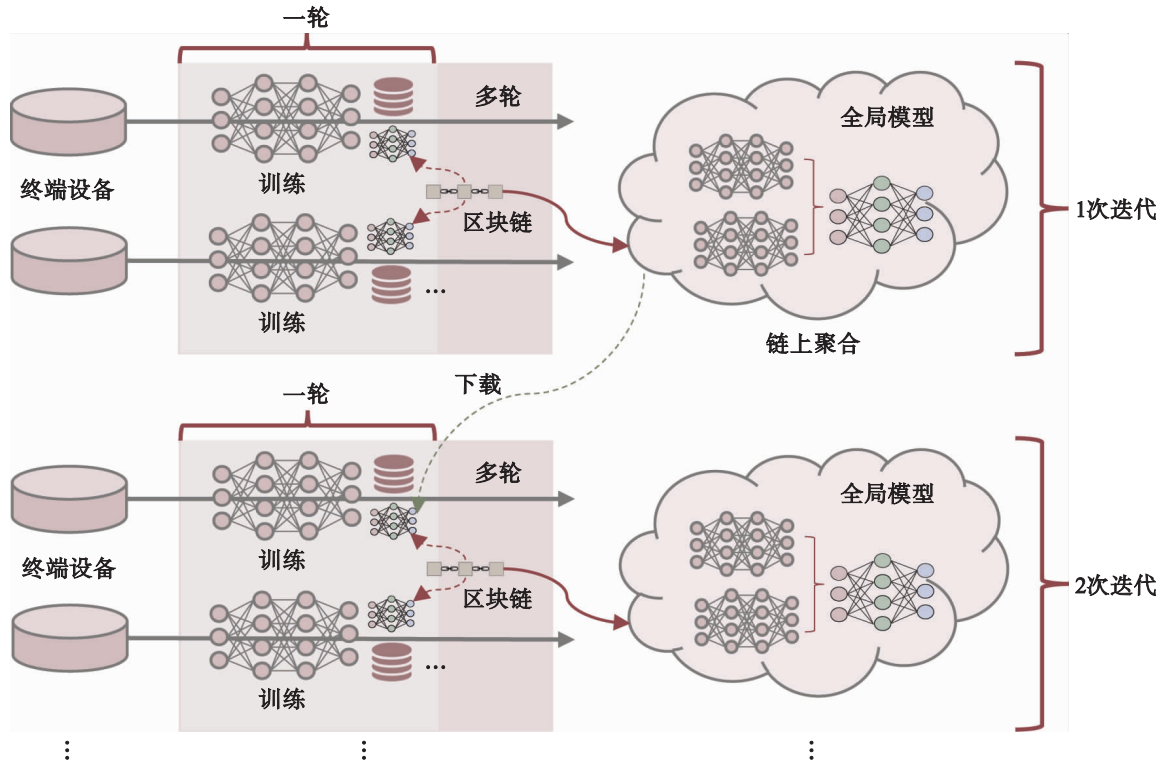 一轮
多轮
全局模型
终端设备
训练
区块链
1次迭代
训练
...
链上聚合
下载
一轮
多轮
全局模型
终端设备
训练
区块链
2次迭代
训练
...
...
...
...